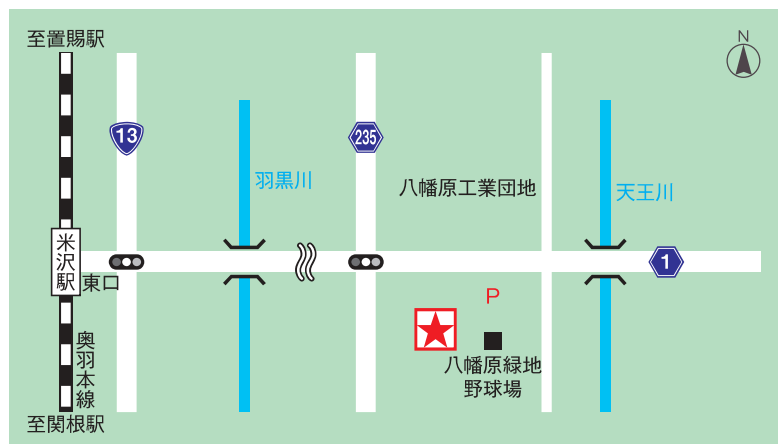 至置賜駅
N
13
235
羽黒川
八幡原工業団地
天王川
米沢駅
東口
1
P
奥羽本線
八幡原緑地
野球場
至関根駅